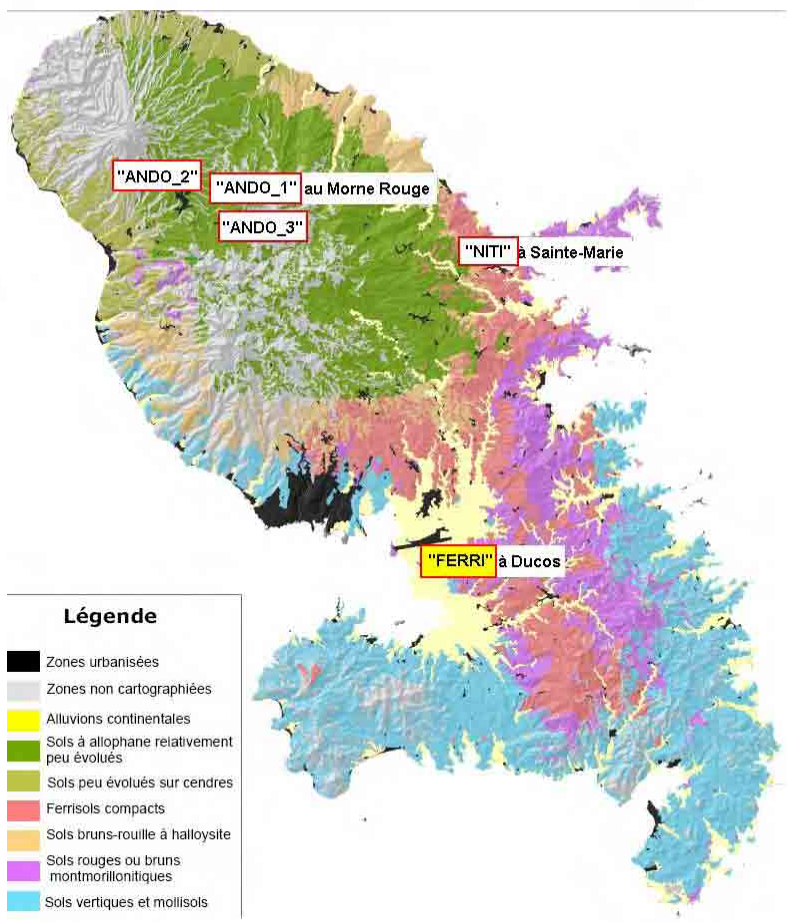 "ANDO_2"
"ANDO_1" au Morne Rouge
"ANDO_3"
"NITI" à Sainte-Marie
"FERRI" à Ducos
Légende
Zones urbanisées
Zones non cartographiées
Alluvions continentales
Sols à allophane relativement
peu évolués
Sols peu évolués sur cendres
Ferrisols compacts
Sols bruns-rouille à halloysite
Sols rouges ou bruns
montmorillonitiques
Sols vertiques et mollisols